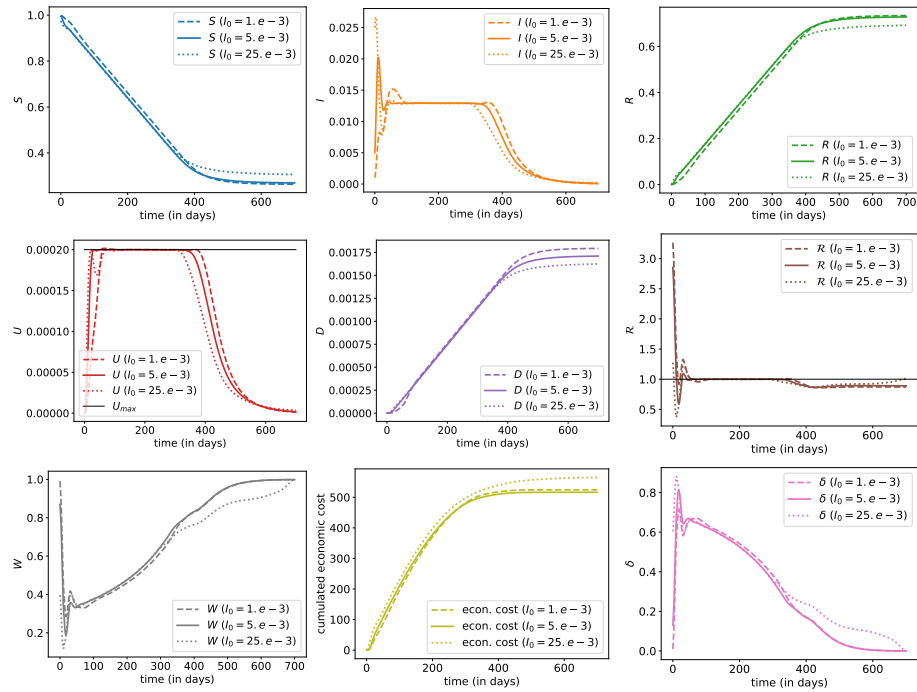 S (I₀ = 1.e − 3)
S (I₀ = 5.e − 3)
S (I₀ = 25.e − 3)
1.0
0.8
0.6
0.4
S
0
200
400
600
time (in days)
I (I₀ = 1.e − 3)
I (I₀ = 5.e − 3)
I (I₀ = 25.e − 3)
0.025
0.020
0.015
0.010
0.005
0.000
I
0
200
400
600
time (in days)
R (I₀ = 1.e − 3)
R (I₀ = 5.e − 3)
R (I₀ = 25.e − 3)
0.6
0.4
0.2
0.0
R
0
100
200
300
400
500
600
700
time (in days)
0.00020
0.00015
0.00010
0.00005
0.00000
U
U (I₀ = 1.e − 3)
U (I₀ = 5.e − 3)
U (I₀ = 25.e − 3)
Uₘₐₓ
0
200
400
600
time (in days)
0.00175
0.00150
0.00125
0.00100
0.00075
0.00050
0.00025
0.00000
D
D (I₀ = 1.e − 3)
D (I₀ = 5.e − 3)
D (I₀ = 25.e − 3)
0
200
400
600
time (in days)
ℛ (I₀ = 1.e − 3)
ℛ (I₀ = 5.e − 3)
ℛ (I₀ = 25.e − 3)
3.0
2.5
2.0
1.5
1.0
0.5
ℛ
0
200
400
600
time (in days)
1.0
0.8
0.6
0.4
0.2
W
W (I₀ = 1.e − 3)
W (I₀ = 5.e − 3)
W (I₀ = 25.e − 3)
0
100
200
300
400
500
600
700
time (in days)
500
400
300
200
100
0
cumulated economic cost
econ. cost (I₀ = 1.e − 3)
econ. cost (I₀ = 5.e − 3)
econ. cost (I₀ = 25.e − 3)
0
200
400
600
time (in days)
δ (I₀ = 1.e − 3)
δ (I₀ = 5.e − 3)
δ (I₀ = 25.e − 3)
0.8
0.6
0.4
0.2
0.0
δ
0
200
400
600
time (in days)